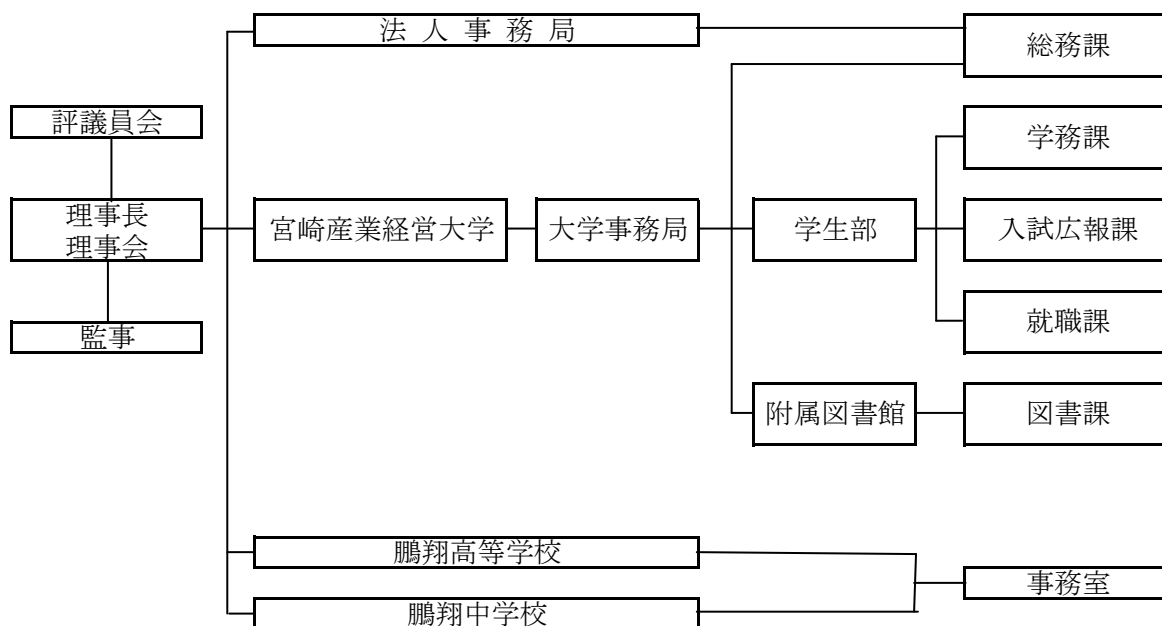 法 人 事 務 局
総務課
評議員会
学務課
理事長
理事会
宮崎産業経営大学
大学事務局
学生部
入試広報課
監事
就職課
附属図書館
図書課
鵬翔高等学校
事務室
鵬翔中学校